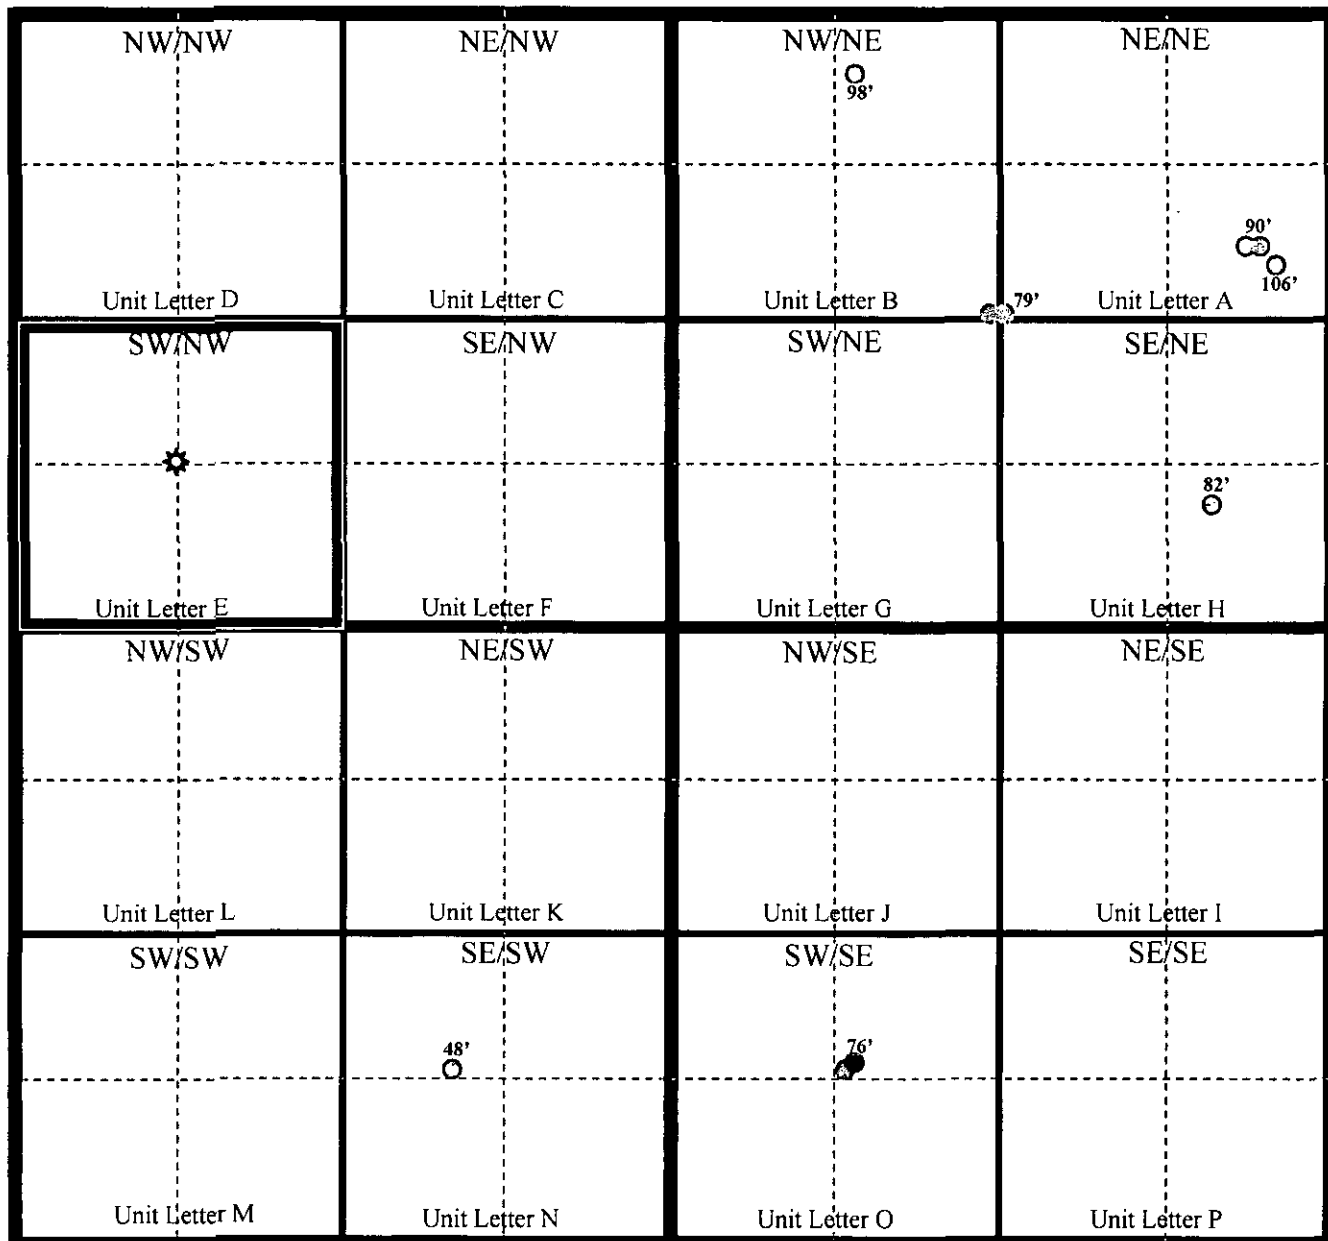 NW/NW
NE/NW
NW/NE
NE/NE
98'
90'
106'
79'
Unit Letter D
Unit Letter C
Unit Letter B
Unit Letter A
SW/NW
SE/NW
SW/NE
SE/NE
82'
Unit Letter E
Unit Letter F
Unit Letter G
Unit Letter H
NW/SW
NE/SW
NW/SE
NE/SE
Unit Letter L
Unit Letter K
Unit Letter J
Unit Letter I
SW/SW
SE/SW
SW/SE
SE/SE
48'
76'
Unit Letter M
Unit Letter N
Unit Letter O
Unit Letter P